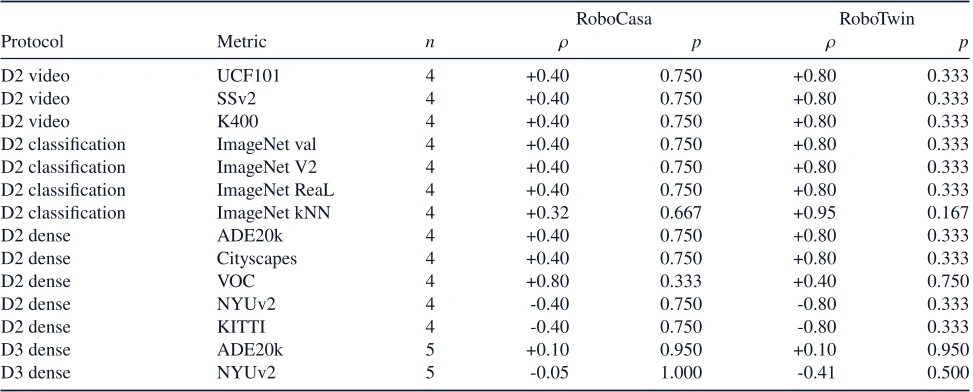 RoboCasa RoboTwin
Protocol Metric n ρ p ρ p
D2 video UCF101 4 +0.40 0.750 +0.80 0.333
D2 video SSv2 4 +0.40 0.750 +0.80 0.333
D2 video K400 4 +0.40 0.750 +0.80 0.333
D2 classification ImageNet val 4 +0.40 0.750 +0.80 0.333
D2 classification ImageNet V2 4 +0.40 0.750 +0.80 0.333
D2 classification ImageNet ReaL 4 +0.40 0.750 +0.80 0.333
D2 classification ImageNet kNN 4 +0.32 0.667 +0.95 0.167
D2 dense ADE20k 4 +0.40 0.750 +0.80 0.333
D2 dense Cityscapes 4 +0.40 0.750 +0.80 0.333
D2 dense VOC 4 +0.80 0.333 +0.40 0.750
D2 dense NYUv2 4 -0.40 0.750 -0.80 0.333
D2 dense KITTI 4 -0.40 0.750 -0.80 0.333
D3 dense ADE20k 5 +0.10 0.950 +0.10 0.950
D3 dense NYUv2 5 -0.05 1.000 -0.41 0.500